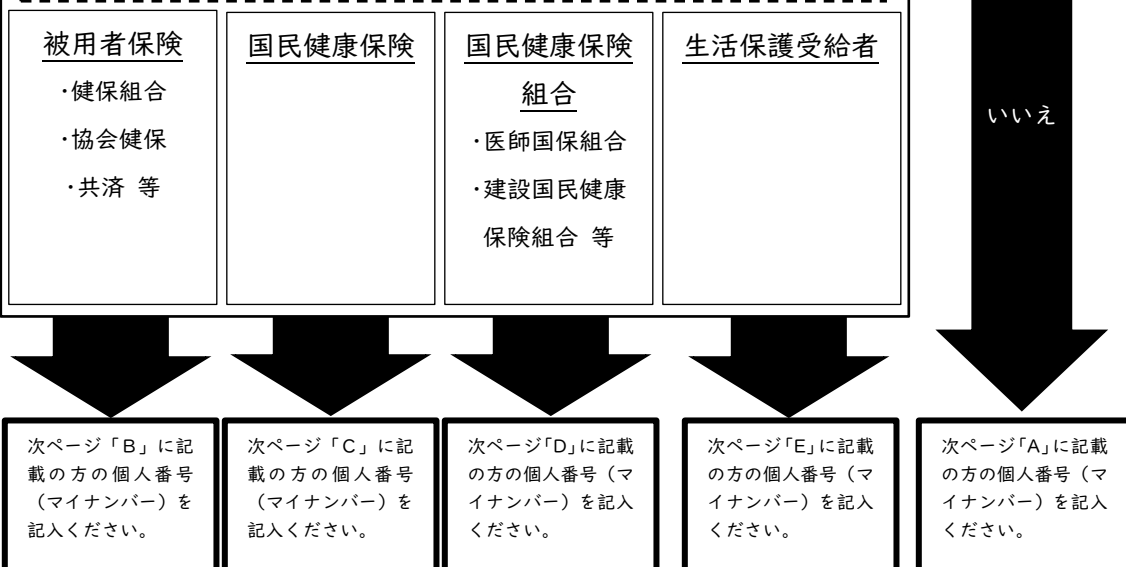 被用者保険
・健保組合
・協会健保
・共済 等
国民健康保険
国民健康保険
組合
・医師国保組合
・建設国民健康
保険組合 等
生活保護受給者
いいえ
次ページ「B」に記
載の方の個人番号
（マイナンバー）を
記入ください。
次ページ「C」に記
載の方の個人番号
（マイナンバー）を
記入ください。
次ページ「D」に記載
の方の個人番号（マ
イナンバー）を記入
ください。
次ページ「E」に記載
の方の個人番号（マ
イナンバー）を記入
ください。
次ページ「A」に記載
の方の個人番号（マ
イナンバー）を記入
ください。